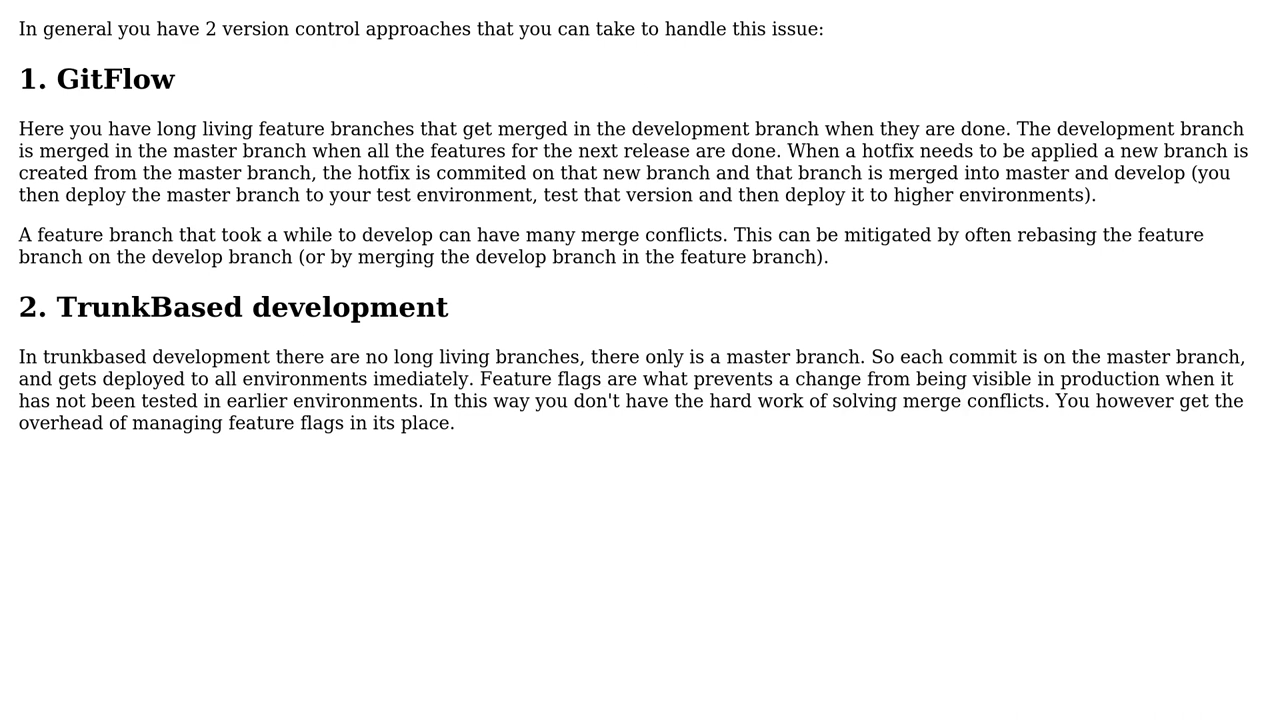 In general you have 2 version control approaches that you can take to handle this issue:
1. GitFlow
Here you have long living feature branches that get merged in the development branch when they are done. The development branch
is merged in the master branch when all the features for the next release are done. When a hotfix needs to be applied a new branch is
created from the master branch, the hotfix is commited on that new branch and that branch is merged into master and develop (you
then deploy the master branch to your test environment, test that version and then deploy it to higher environments).
A feature branch that took a while to develop can have many merge conflicts. This can be mitigated by often rebasing the feature
branch on the develop branch (or by merging the develop branch in the feature branch).
2. TrunkBased development
In trunkbased development there are no long living branches, there only is a master branch. So each commit is on the master branch,
and gets deployed to all environments imediately. Feature flags are what prevents a change from being visible in production when it
has not been tested in earlier environments. In this way you don't have the hard work of solving merge conflicts. You however get the
overhead of managing feature flags in its place.